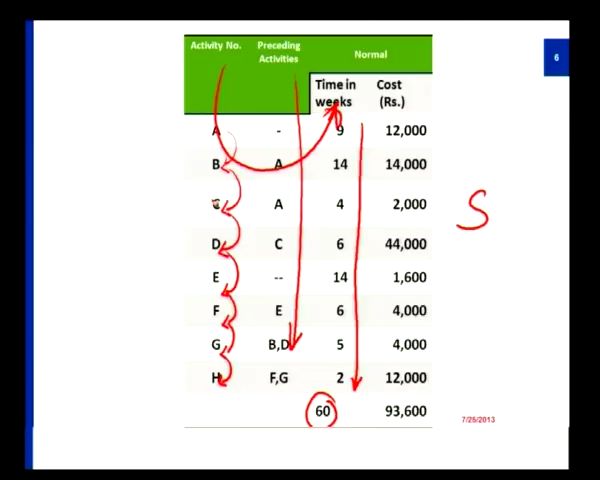 6
Activity No. Preceding Activities Normal
Time in weeks Cost (Rs.)
A - 9 12,000
B A 14 14,000
C A 4 2,000
D C 6 44,000
E -- 14 1,600
F E 6 4,000
G B,D 5 4,000
H F,G 2 12,000
60 93,600
S
7/25/2013